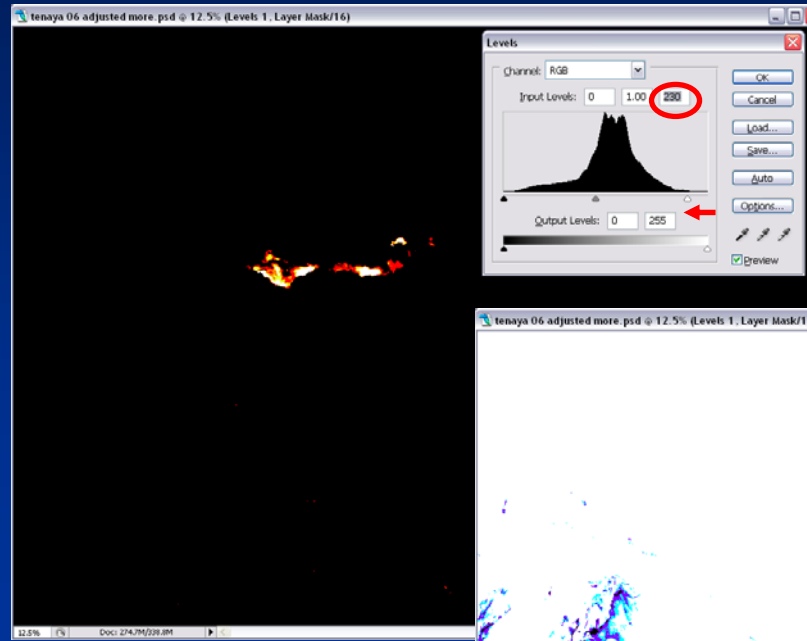 tenaya 06 adjusted more.psd @ 12.5% (Levels 1, Layer Mask/16)
Levels
Channel: RGB
OK
Input Levels: 0 1.00 230
Cancel
Load...
Save...
Auto
Options...
Output Levels: 0 255
Preview
tenaya 06 adjusted more.psd @ 12.5% (Levels 1, Layer Mask/1
12.5% Doc: 274.7M/338.8M